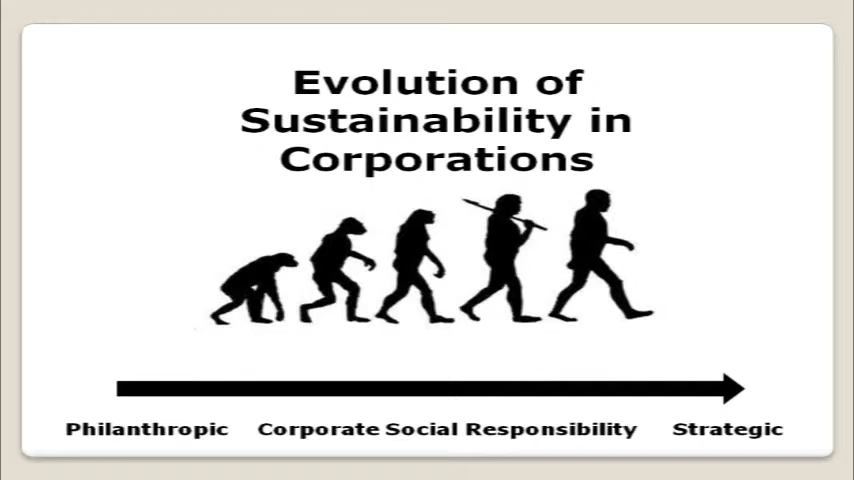 Evolution of
Sustainability in
Corporations
Philanthropic Corporate Social Responsibility Strategic